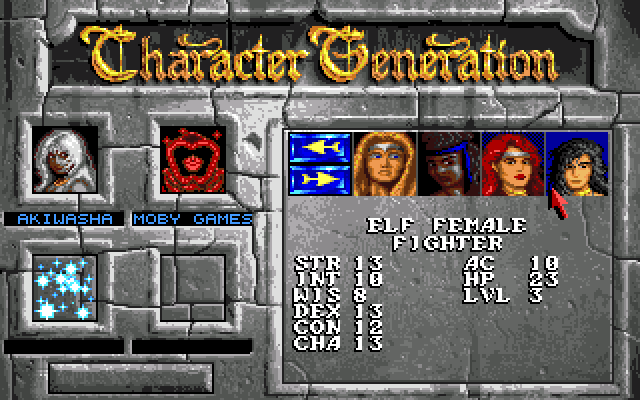 Character Generation
AKIWASHA MOBY GAMES
ELF FEMALE
FIGHTER
STR 13 AC 10
INT 10 HP 23
WIS 8 LVL 3
DEX 13
CON 12
CHA 13